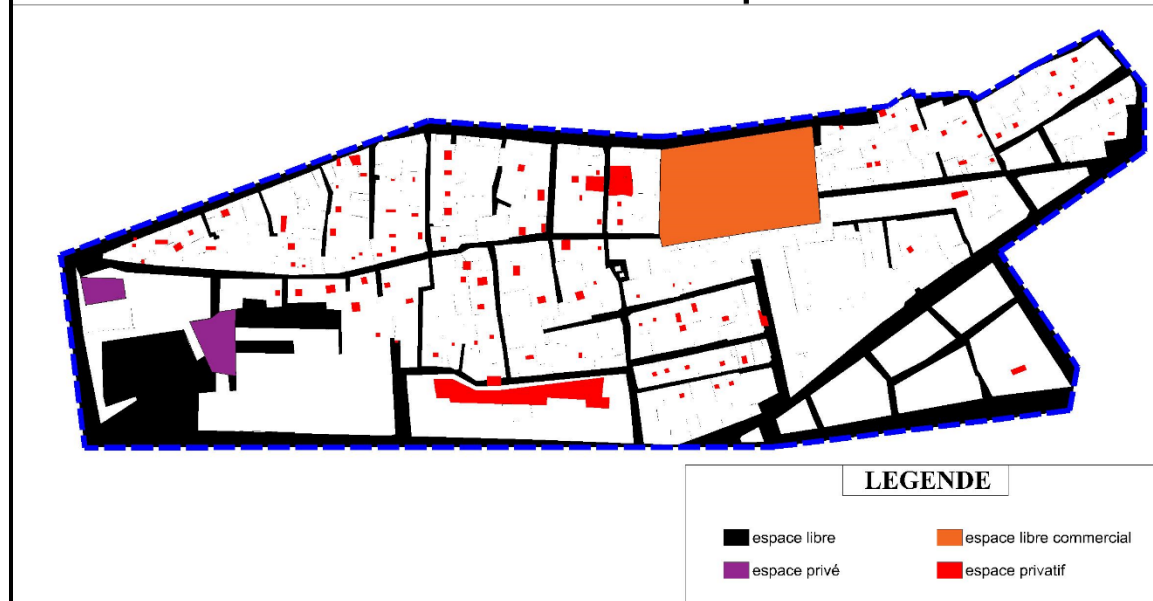 LEGENDE
espace libre
espace libre commercial
espace privé
espace privatif